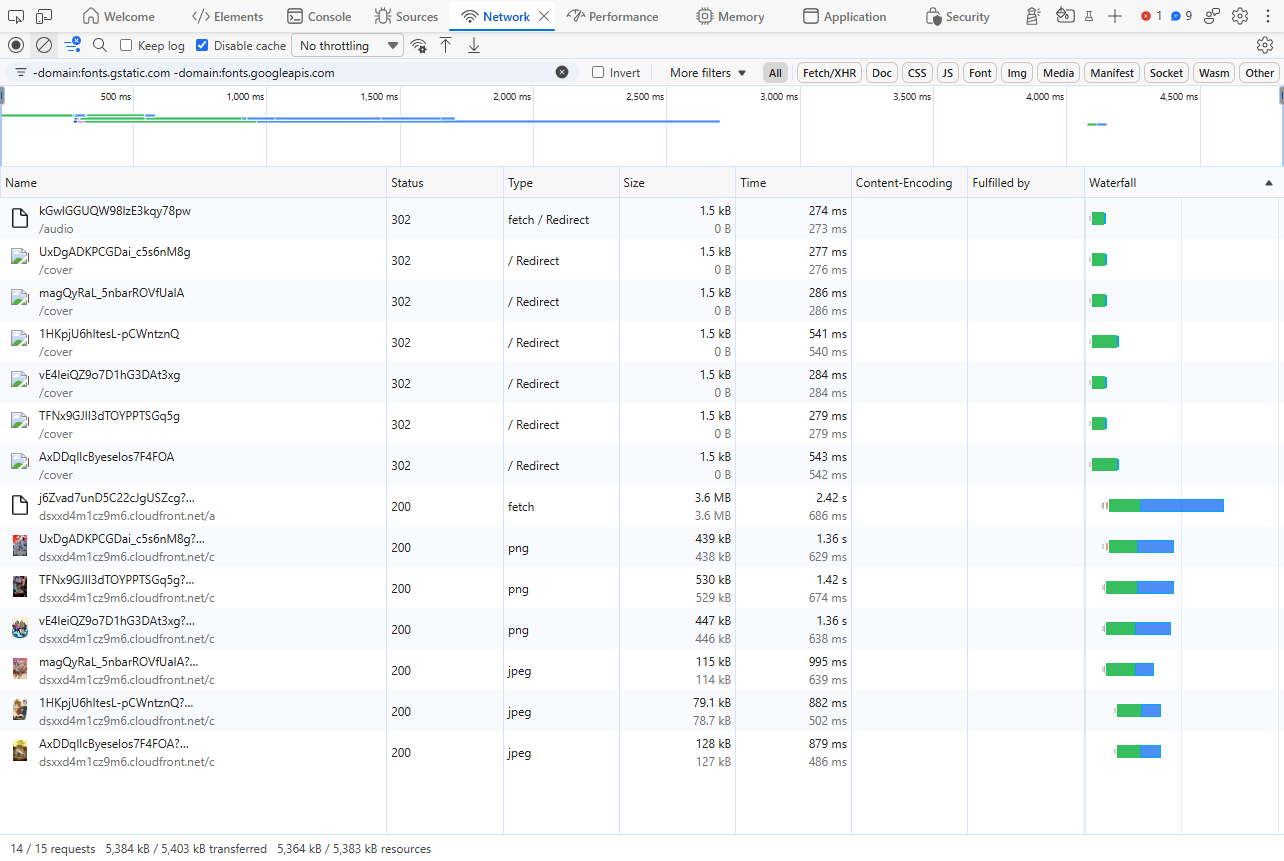 Welcome Elements Console Sources Network Performance Memory Application Security 1 9
Keep log Disable cache No throttling
-domain:fonts.gstatic.com -domain:fonts.googleapis.com Invert More filters All Fetch/XHR Doc CSS JS Font Img Media Manifest Socket Wasm Other
500 ms 1,000 ms 1,500 ms 2,000 ms 2,500 ms 3,000 ms 3,500 ms 4,000 ms 4,500 ms
Name Status Type Size Time Content-Encoding Fulfilled by Waterfall
kGwlGGUQW98lzE3kqy78pw 302 fetch / Redirect 1.5 kB 274 ms
/audio 0 B 273 ms
UxDgADKPCGDai_c5s6nM8g 302 / Redirect 1.5 kB 277 ms
/cover 0 B 276 ms
magQyRaL_5nbarROVfUaIA 302 / Redirect 1.5 kB 286 ms
/cover 0 B 286 ms
1HKpjU6hItesL-pCWntznQ 302 / Redirect 1.5 kB 541 ms
/cover 0 B 540 ms
vE4leiQZ9o7D1hG3DAt3xg 302 / Redirect 1.5 kB 284 ms
/cover 0 B 284 ms
TFNx9GJIl3dTOYPPTSGq5g 302 / Redirect 1.5 kB 279 ms
/cover 0 B 279 ms
AxDDqIlcByeselos7F4FOA 302 / Redirect 1.5 kB 543 ms
/cover 0 B 542 ms
j6Zvad7unD5C22cJgUSZcg?... 200 fetch 3.6 MB 2.42 s
dsxxd4m1cz9m6.cloudfront.net/a 3.6 MB 686 ms
UxDgADKPCGDai_c5s6nM8g?... 200 png 439 kB 1.36 s
dsxxd4m1cz9m6.cloudfront.net/c 438 kB 629 ms
TFNx9GJIl3dTOYPPTSGq5g?... 200 png 530 kB 1.42 s
dsxxd4m1cz9m6.cloudfront.net/c 529 kB 674 ms
vE4leiQZ9o7D1hG3DAt3xg?... 200 png 447 kB 1.36 s
dsxxd4m1cz9m6.cloudfront.net/c 446 kB 638 ms
magQyRaL_5nbarROVfUaIA?... 200 jpeg 115 kB 995 ms
dsxxd4m1cz9m6.cloudfront.net/c 114 kB 639 ms
1HKpjU6hItesL-pCWntznQ?... 200 jpeg 79.1 kB 882 ms
dsxxd4m1cz9m6.cloudfront.net/c 78.7 kB 502 ms
AxDDqIlcByeselos7F4FOA?... 200 jpeg 128 kB 879 ms
dsxxd4m1cz9m6.cloudfront.net/c 127 kB 486 ms
14 / 15 requests 5,384 kB / 5,403 kB transferred 5,364 kB / 5,383 kB resources